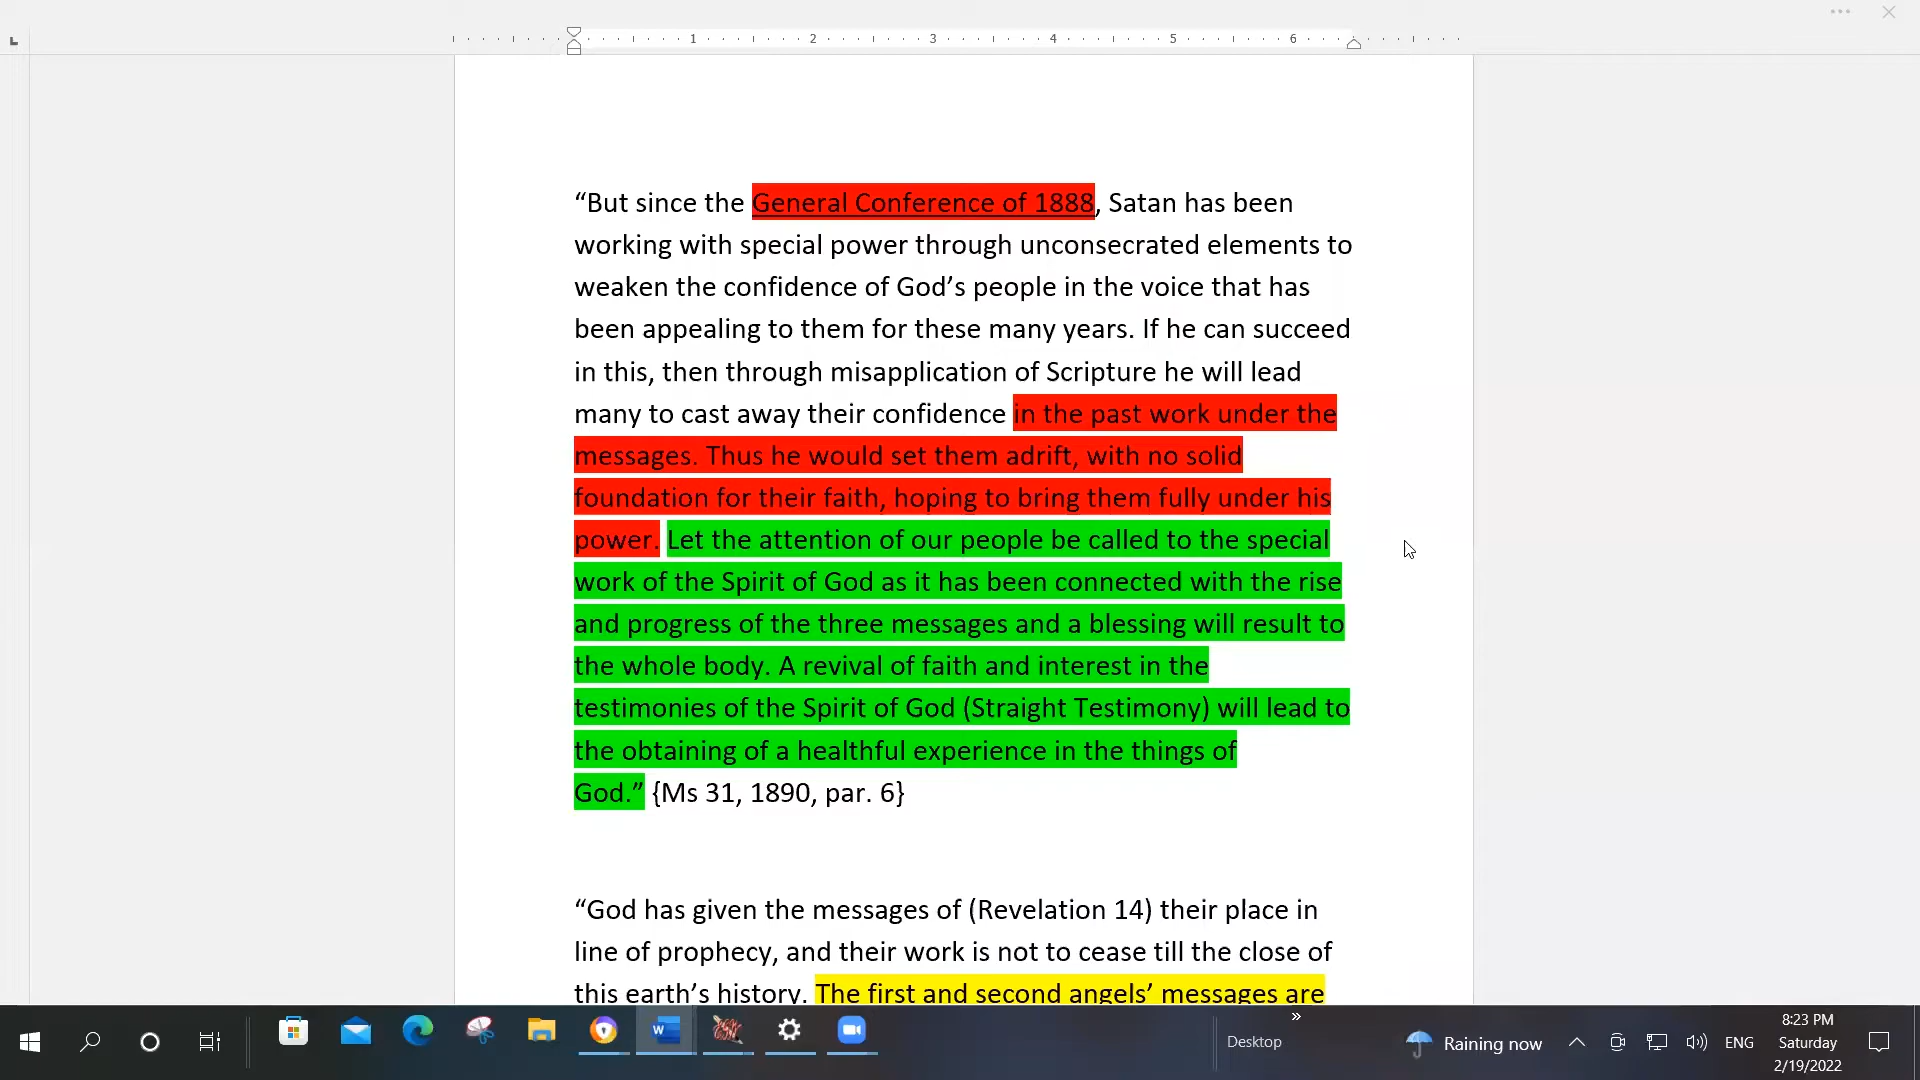 1 2 3 4 5 6
“But since the General Conference of 1888, Satan has been
working with special power through unconsecrated elements to
weaken the confidence of God’s people in the voice that has
been appealing to them for these many years. If he can succeed
in this, then through misapplication of Scripture he will lead
many to cast away their confidence in the past work under the
messages. Thus he would set them adrift, with no solid
foundation for their faith, hoping to bring them fully under his
power. Let the attention of our people be called to the special
work of the Spirit of God as it has been connected with the rise
and progress of the three messages and a blessing will result to
the whole body. A revival of faith and interest in the
testimonies of the Spirit of God (Straight Testimony) will lead to
the obtaining of a healthful experience in the things of
God.” {Ms 31, 1890, par. 6}
“God has given the messages of (Revelation 14) their place in
line of prophecy, and their work is not to cease till the close of
this earth’s history. The first and second angels’ messages are
Desktop
»
Raining now
ENG
8:23 PM
Saturday
2/19/2022